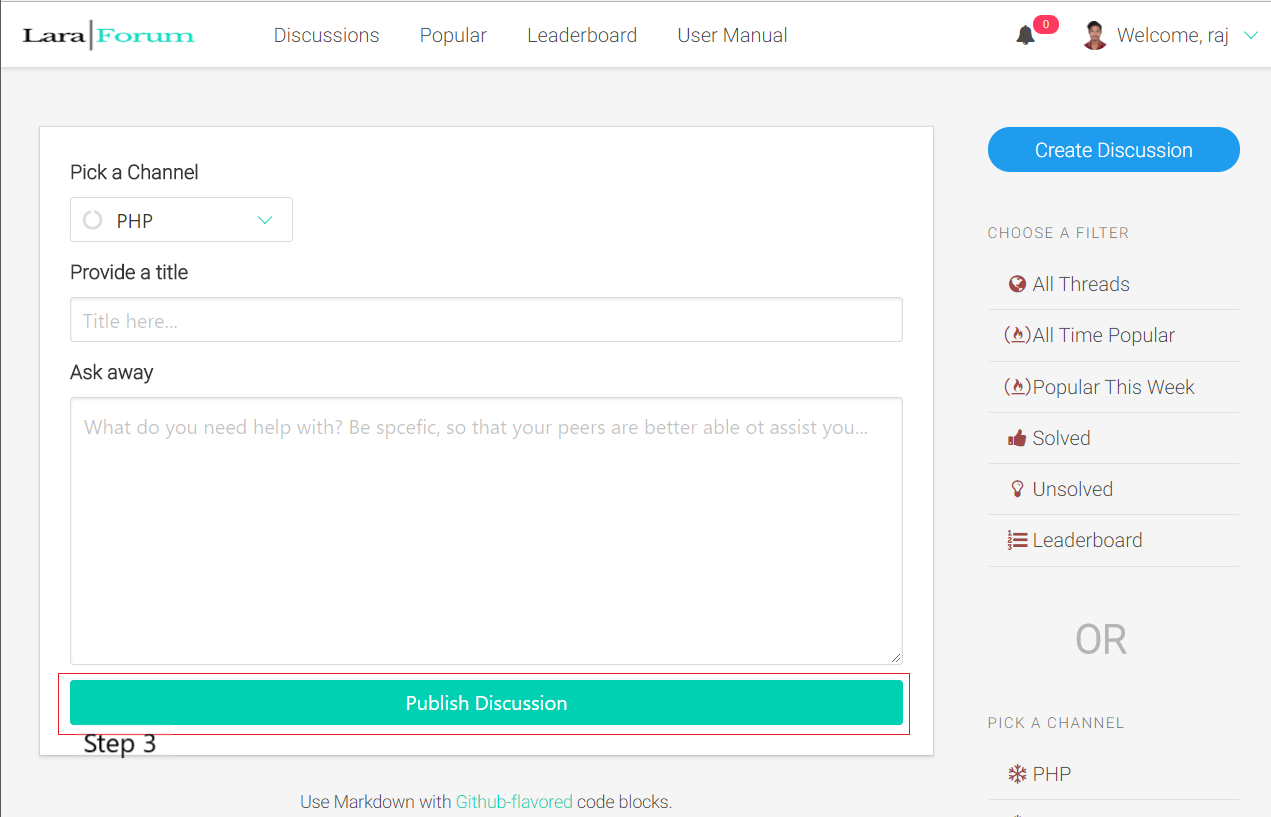 Lara|Forum Discussions Popular Leaderboard User Manual 0 Welcome, raj
Pick a Channel
PHP
Provide a title
Title here...
Ask away
What do you need help with? Be spcefic, so that your peers are better able ot assist you...
Publish Discussion
Step 3
Use Markdown with Github-flavored code blocks.
Create Discussion
CHOOSE A FILTER
All Threads
All Time Popular
Popular This Week
Solved
Unsolved
Leaderboard
OR
PICK A CHANNEL
PHP